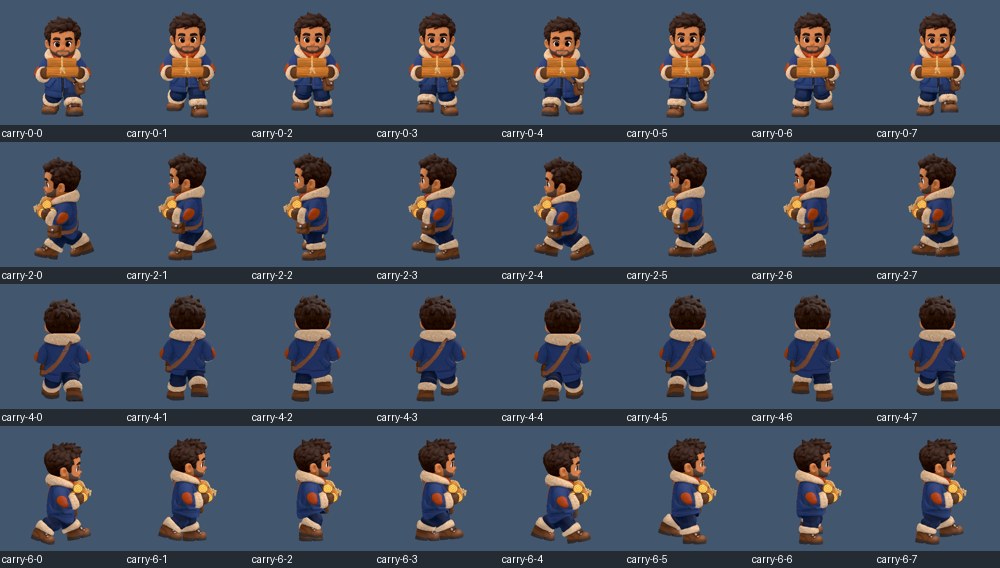 carry-0-0 carry-0-1 carry-0-2 carry-0-3 carry-0-4 carry-0-5 carry-0-6 carry-0-7
carry-2-0 carry-2-1 carry-2-2 carry-2-3 carry-2-4 carry-2-5 carry-2-6 carry-2-7
carry-4-0 carry-4-1 carry-4-2 carry-4-3 carry-4-4 carry-4-5 carry-4-6 carry-4-7
carry-6-0 carry-6-1 carry-6-2 carry-6-3 carry-6-4 carry-6-5 carry-6-6 carry-6-7